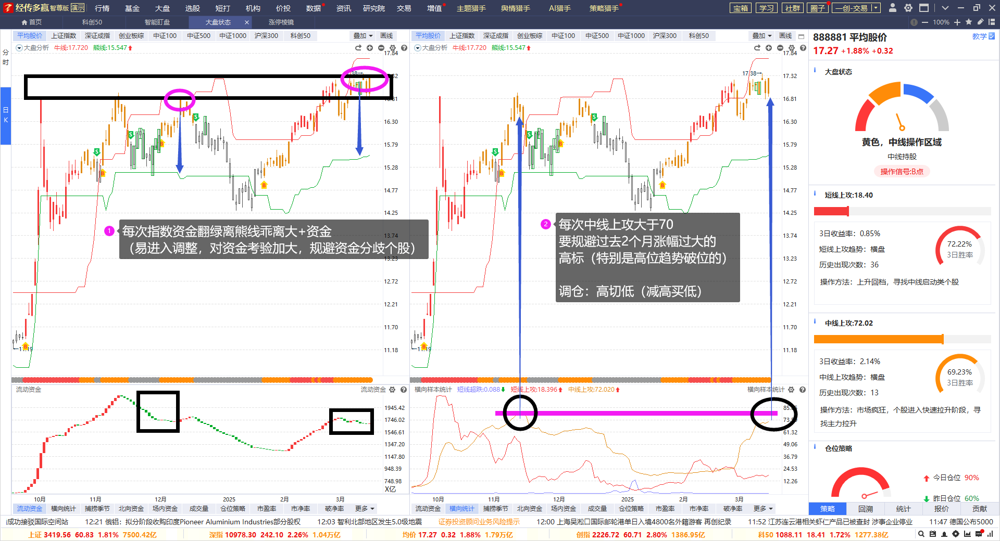 经传多赢 智尊版 演示 行情 基金 大盘 选股 短打 机构 价投 数据 资讯 研究院 交易 增值 主题猎手 舆情猎手 AI猎手 策略猎手 宝箱 学习 社群 圈子 一创-交易
首页 科创50 智能盯盘 大盘状态 涨停棱镜 100%
分时
日K
平均股价 上证指数 深证成指 创业板综 中证100 中证500 中证1000 沪深300 科创50 叠加 画线
大盘分析 牛线:17.720 熊线:15.547
17.84
16.81
16.30
15.79
15.28
14.77
14.25
13.74
13.23
12.72
12.21
11.70
11.18
S
S
S
B
B
B
B
1
每次指数资金翻绿离熊线乖离大+资金
（易进入调整，对资金考验加大，规避资金分歧个股）
流动资金 流动资金
1945.42
1746.02
1546.61
1347.20
1147.80
948.39
748.98
X亿
10月 11月 12月 2025 2月 3月
流动资金 横向统计 捕捞季节 北向资金 场内资金 成交量 仓位策略 市盈率 市净率 破净率 更多
平均股价 上证指数 深证成指 创业板综 中证100 中证500 中证1000 沪深300 科创50 叠加 画线
大盘分析 牛线:17.720 熊线:15.547
17.38
17.84
17.32
16.81
16.30
15.79
15.28
14.77
14.25
13.74
13.23
12.72
12.21
11.70
11.18
S
S
S
B
B
B
B
2
每次中线上攻大于70
要规避过去2个月涨幅过大的
高标（特别是高位趋势破位的）
调仓：高切低（减高买低）
横向样本统计 短线超跌:0.088 短线上攻:18.396 中线上攻:72.020 横向样本统计
61.32
49.06
36.79
24.53
12.26
10月 11月 12月 2025 2月 3月
流动资金 横向统计 捕捞季节 北向资金 场内资金 成交量 仓位策略 市盈率 市净率 破净率 更多
888881 平均股价 教学
17.27 +1.88% +0.32
大盘状态
黄色，中线操作区域
中线持股
操作信号:B点
短线上攻:18.40
3日收益率：0.85%
短线上攻趋势：横盘
历史出现次数：36
72.22%
3日胜率
操作方法：上升回档，寻找中线启动类个股
中线上攻:72.02
3日收益率：2.14%
中线上攻趋势：横盘
历史出现次数：13
69.23%
3日胜率
操作方法：市场疯狂，个股进入快速拉升阶段，寻
找主力拉升
仓位策略
今日仓位 90%
昨日仓位 60%
策略 回溯 统计 报价 贡献
成功接驳国际空间站 12:21 俄铝：拟分阶段收购印度Pioneer Aluminium Industries部分股权 12:03 智利北部地区发生5.0级地震 证券投资顾问业务风险提示 12:00 上海吴淞口国际邮轮港单日入境4800名外籍游客 再创纪录 11:52 江苏连云港相关虾仁产品已被查封 涉事企业停业 11:47 德国公布5000
上证 3419.56 60.83 1.81% 7500.42亿 深指 10978.30 242.10 2.26% 1.04万亿 均价 17.27 0.32 1.88% 1.79万亿 创指 2226.72 60.71 2.80% 1386.95亿 科50 1088.11 18.41 1.72% 1277.38亿